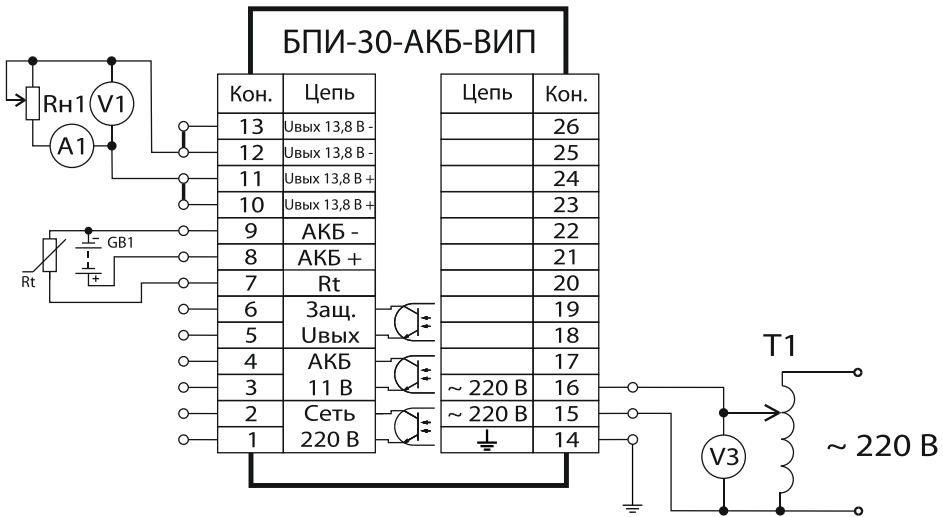 БПИ-30-АКБ-ВИП
Кон. Цепь Цепь Кон.
13 Uвых 13,8 В - 26
12 Uвых 13,8 В - 25
11 Uвых 13,8 В + 24
10 Uвых 13,8 В + 23
9 АКБ - 22
8 АКБ + 21
7 Rt 20
6 Защ. 19
5 Uвых 18
4 АКБ 17
3 11 В ~ 220 В 16
2 Сеть ~ 220 В 15
1 220 В 14
Rн1 V1
A1
GB1
−
+
Rt
T1
V3
~ 220 В